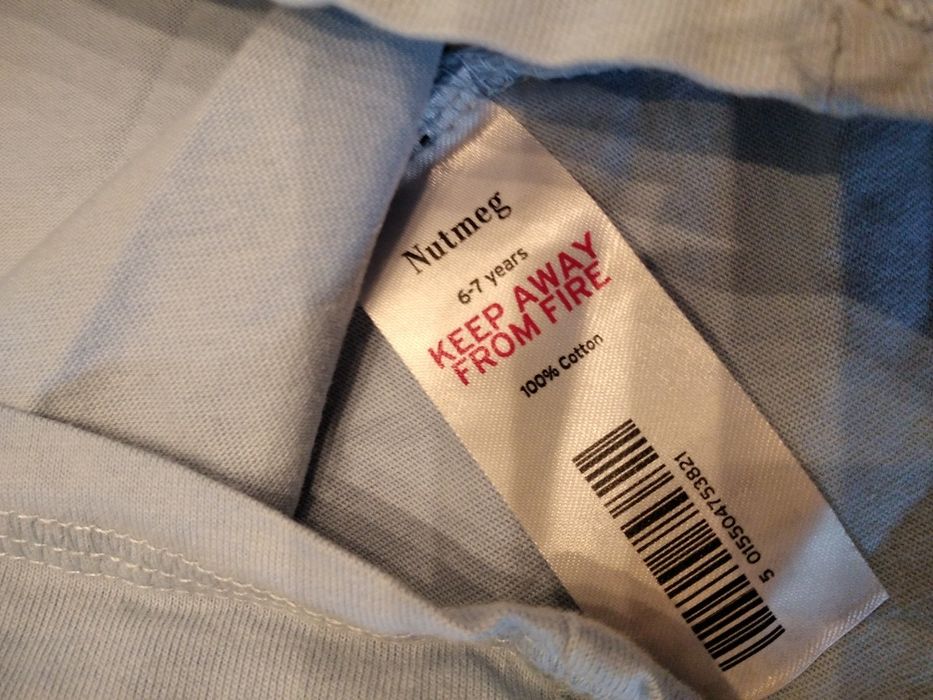 Nutmeg
6-7 years
KEEP AWAY
FROM FIRE
100% Cotton
5 015504753821